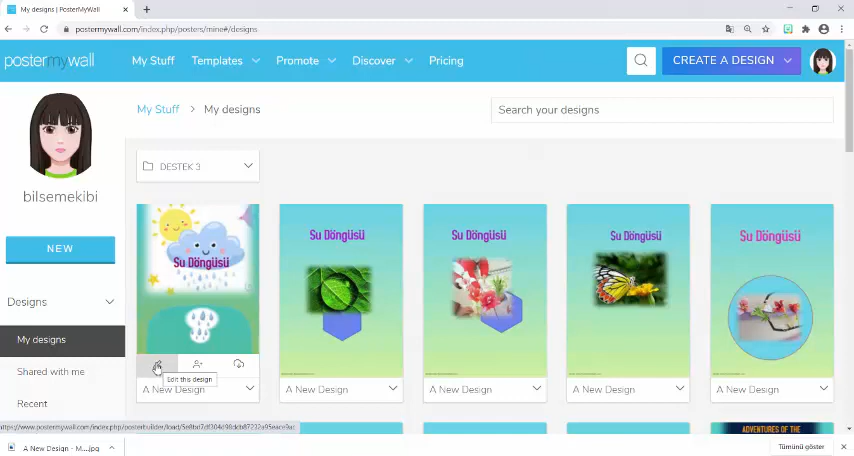 My designs | PosterMyWall
postermywall.com/index.php/posters/mine#/designs
postermywall
My Stuff
Templates
Promote
Discover
Pricing
CREATE A DESIGN
My Stuff > My designs
Search your designs
bilsemekibi
NEW
Designs
My designs
Shared with me
Recent
DESTEK 3
Su Döngüsü
Su Döngüsü
Su Döngüsü
Su Döngüsü
Su Döngüsü
Edit this design
A New Design
A New Design
A New Design
A New Design
A New Design
ADVENTURES OF THE
A New Design - M....jpg
Tümünü göster